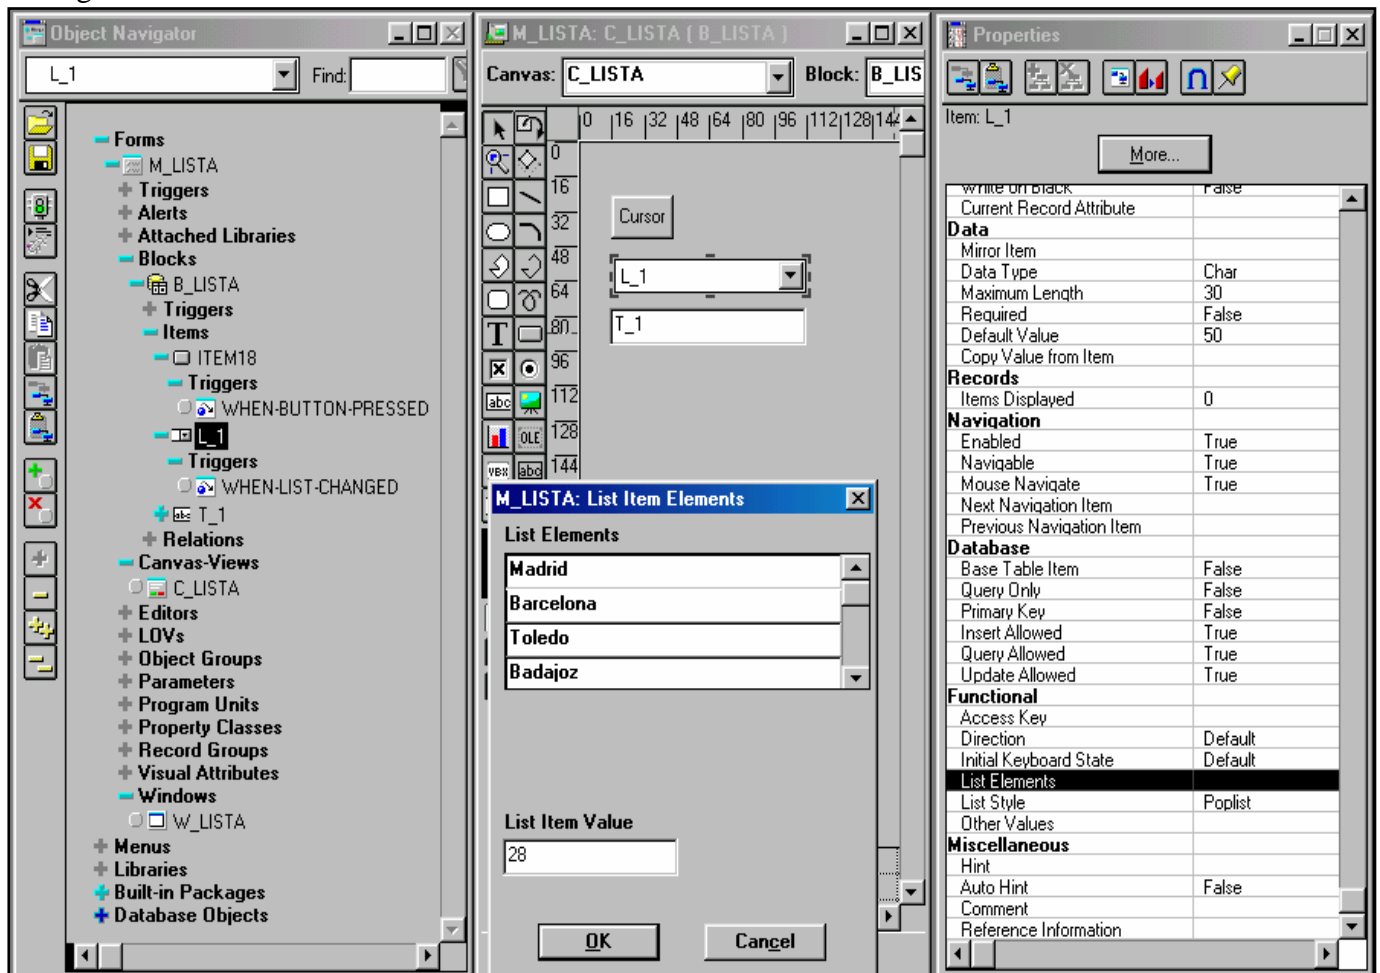 Object Navigator
L_1
Find:
Forms
M_LISTA
Triggers
Alerts
Attached Libraries
Blocks
B_LISTA
Triggers
Items
ITEM18
Triggers
WHEN-BUTTON-PRESSED
L_1
Triggers
WHEN-LIST-CHANGED
abc T_1
Relations
Canvas-Views
C_LISTA
Editors
LOVs
Object Groups
Parameters
Program Units
Property Classes
Record Groups
Visual Attributes
Windows
W_LISTA
Menus
Libraries
Built-in Packages
Database Objects
M_LISTA: C_LISTA ( B_LISTA )
Canvas: C_LISTA Block: B_LIS
0 16 32 48 64 80 96 112 128 144
0
16
32
48
64
80
96
112
128
144
T
abc
OLE
VBX abc
Cursor
L_1
T_1
M_LISTA: List Item Elements
List Elements
Madrid
Barcelona
Toledo
Badajoz
List Item Value
28
OK Cancel
Properties
Item: L_1
More...
White on Black False
Current Record Attribute
Data
Mirror Item
Data Type Char
Maximum Length 30
Required False
Default Value 50
Copy Value from Item
Records
Items Displayed 0
Navigation
Enabled True
Navigable True
Mouse Navigate True
Next Navigation Item
Previous Navigation Item
Database
Base Table Item False
Query Only False
Primary Key False
Insert Allowed True
Query Allowed True
Update Allowed True
Functional
Access Key
Direction Default
Initial Keyboard State Default
List Elements
List Style Poplist
Other Values
Miscellaneous
Hint
Auto Hint False
Comment
Reference Information